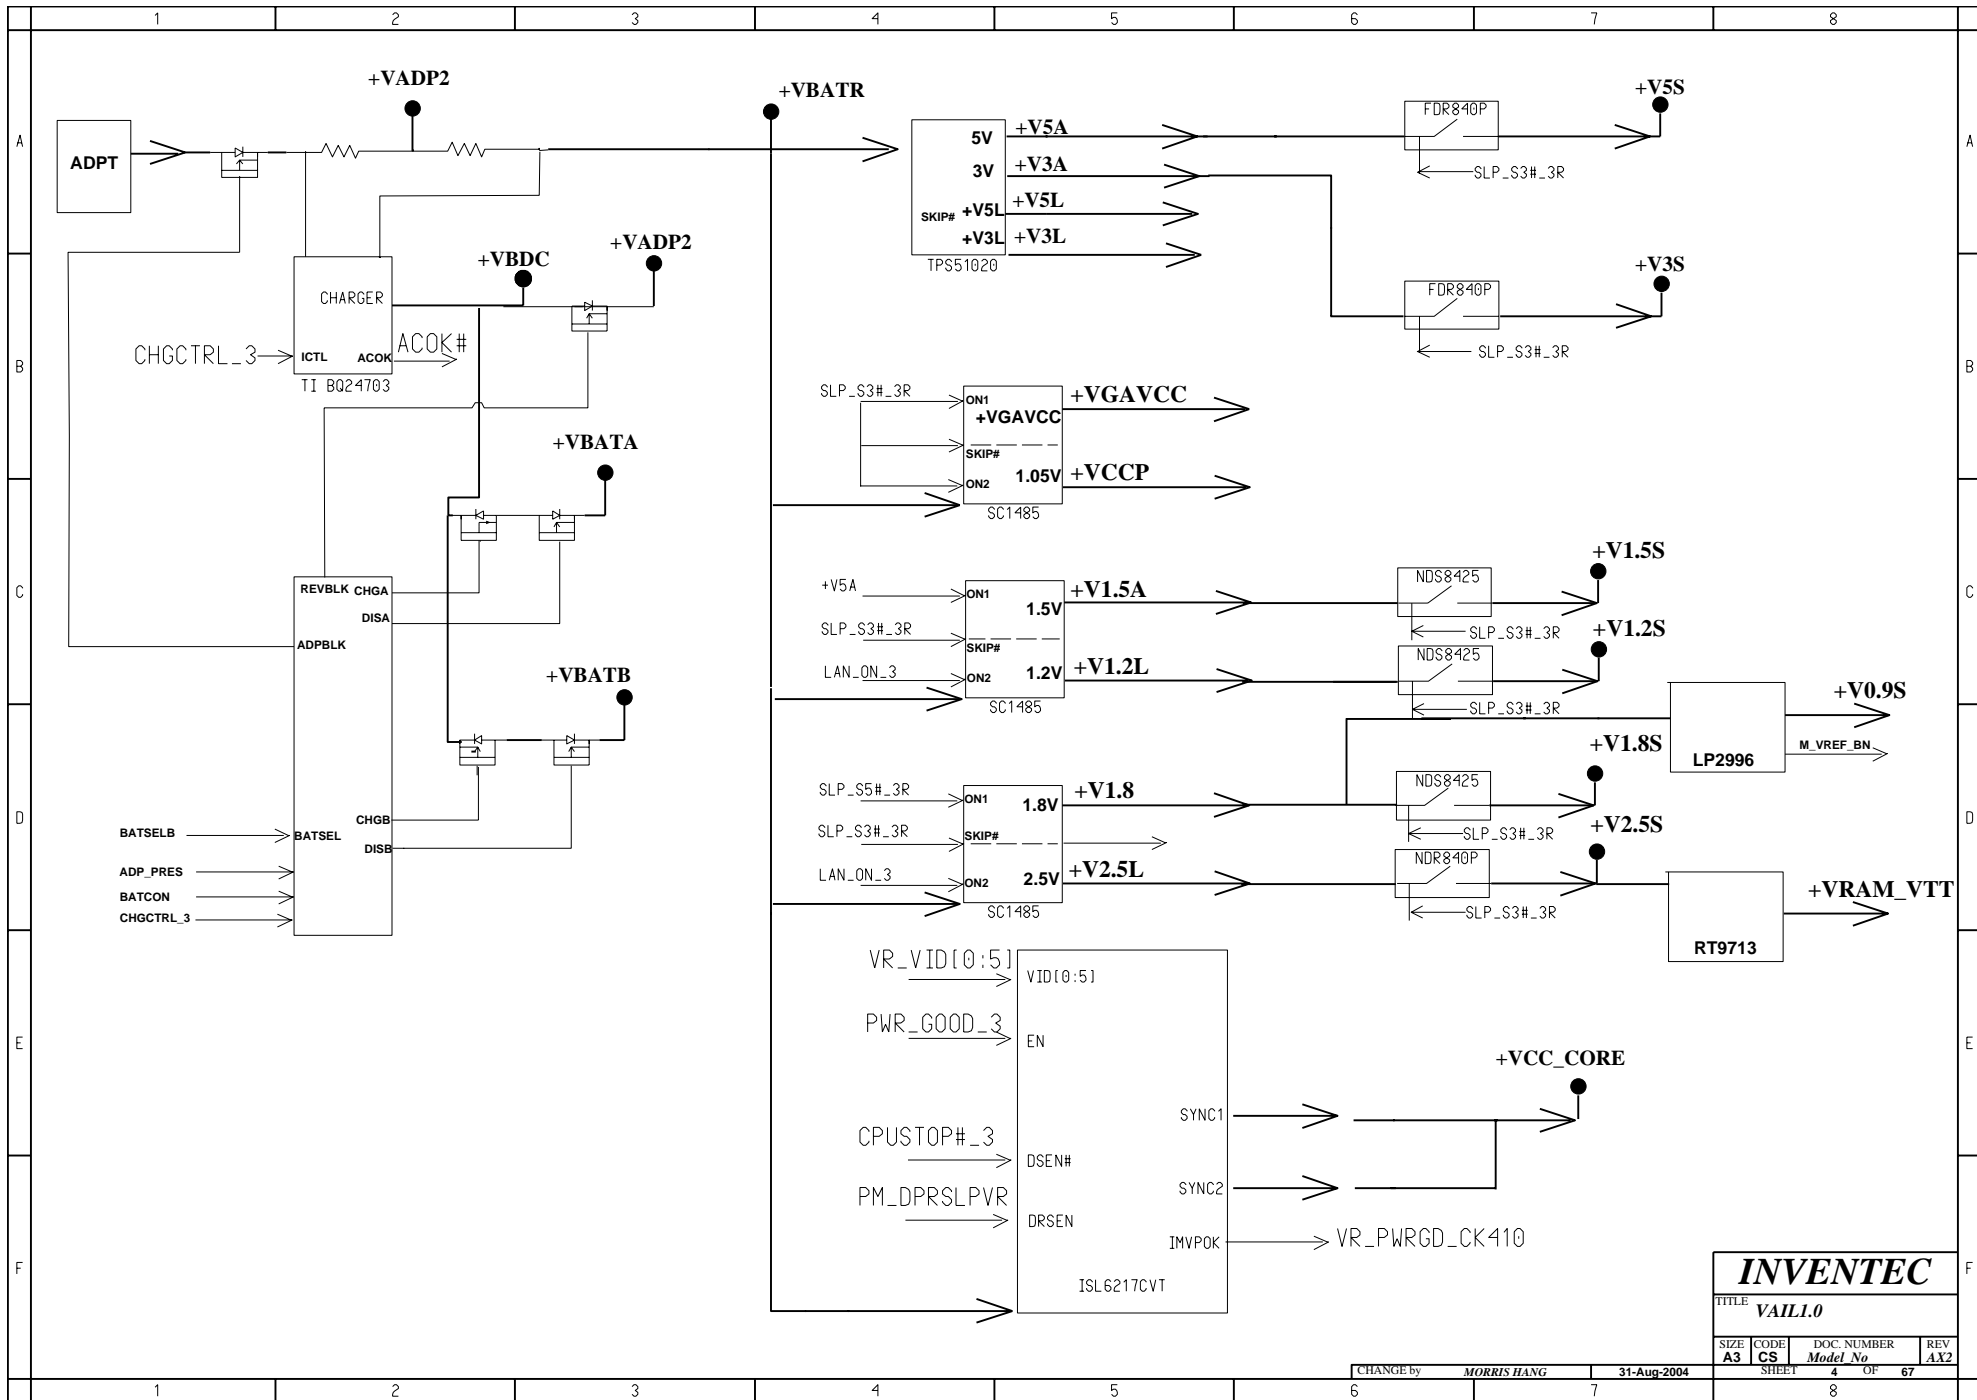 1 2 3 4 5 6 7 8
A
B
C
D
E
F
A
B
C
D
E
F
ADPT
+VADP2
+VBATR
5V
3V
SKIP# +V5L
+V3L
TPS51020
+V5A
+V3A
+V5L
+V3L
FDR840P
SLP_S3#_3R
+V5S
FDR840P
SLP_S3#_3R
+V3S
CHARGER
ICTL ACOK
TI BQ24703
CHGCTRL_3
ACOK#
+VBDC
+VADP2
+VBATA
+VBATB
REVBLK CHGA
DISA
ADPBLK
CHGB
BATSEL
DISB
BATSELB
ADP_PRES
BATCON
CHGCTRL_3
SLP_S3#_3R
ON1
+VGAVCC
SKIP#
ON2 1.05V
SC1485
+VGAVCC
+VCCP
+V5A
SLP_S3#_3R
LAN_ON_3
ON1
1.5V
SKIP#
ON2 1.2V
SC1485
+V1.5A
+V1.2L
NDS8425
SLP_S3#_3R
+V1.5S
NDS8425
SLP_S3#_3R
+V1.2S
SLP_S5#_3R
SLP_S3#_3R
LAN_ON_3
ON1 1.8V
SKIP#
ON2 2.5V
SC1485
+V1.8
+V2.5L
NDS8425
SLP_S3#_3R
+V1.8S
NDR840P
SLP_S3#_3R
+V2.5S
LP2996
+V0.9S
M_VREF_BN
RT9713
+VRAM_VTT
VR_VID[0:5]
PWR_GOOD_3
CPUSTOP#_3
PM_DPRSLPVR
VID[0:5]
EN
DSEN#
DRSEN
SYNC1
SYNC2
IMVPOK
ISL6217CVT
+VCC_CORE
VR_PWRGD_CK410
INVENTEC
TITLE VAIL1.0
SIZE CODE DOC. NUMBER REV
A3 CS Model_No AX2
CHANGE by MORRIS HANG 31-Aug-2004 SHEET 4 OF 67
1 2 3 4 5 6 7 8